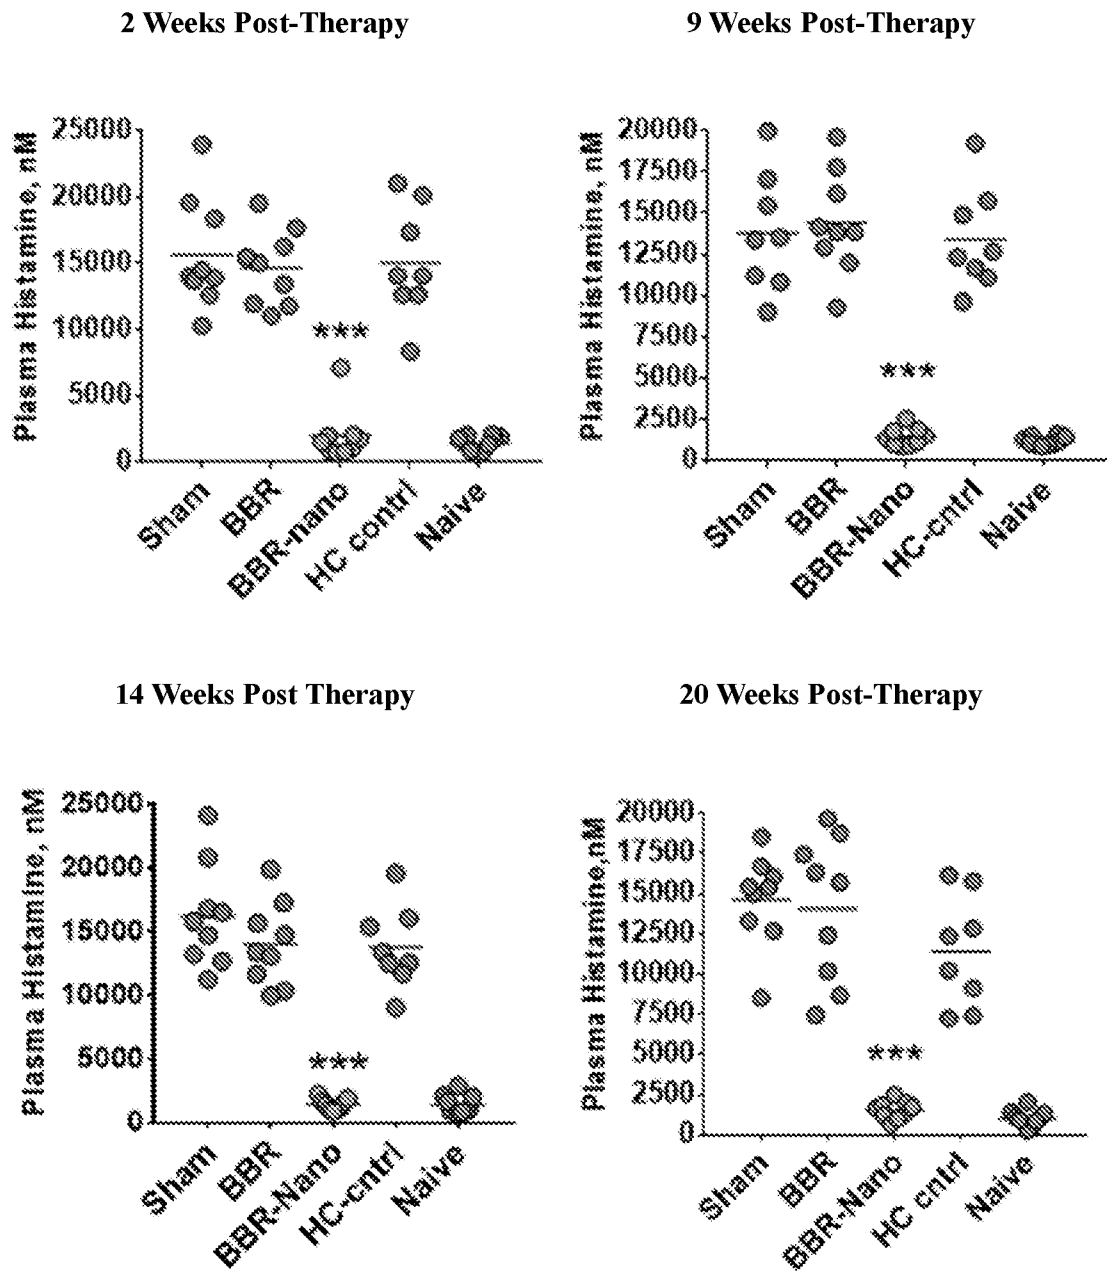 2 Weeks Post-Therapy
Plasma Histamine, nM
25000
20000
15000
10000
5000
0
***
Sham
BBR
BBR-nano
HC contrl
Naive
9 Weeks Post-Therapy
Plasma Histamine, nM
20000
17500
15000
12500
10000
7500
5000
2500
0
***
Sham
BBR
BBR-Nano
HC-cntrl
Naive
14 Weeks Post Therapy
Plasma Histamine, nM
25000
20000
15000
10000
5000
0
***
Sham
BBR
BBR-Nano
HC-cntrl
Naive
20 Weeks Post-Therapy
Plasma Histamine,nM
20000
17500
15000
12500
10000
7500
5000
2500
0
***
Sham
BBR
BBR-Nano
HC cntrl
Naive